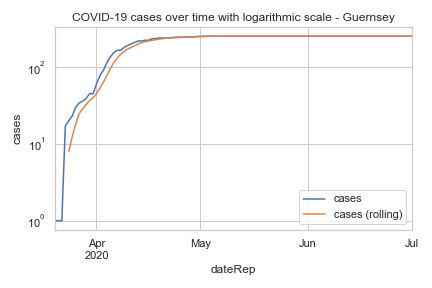 COVID-19 cases over time with logarithmic scale - Guernsey
cases
10²
10¹
10⁰
Apr
2020
May
Jun
Jul
dateRep
cases
cases (rolling)